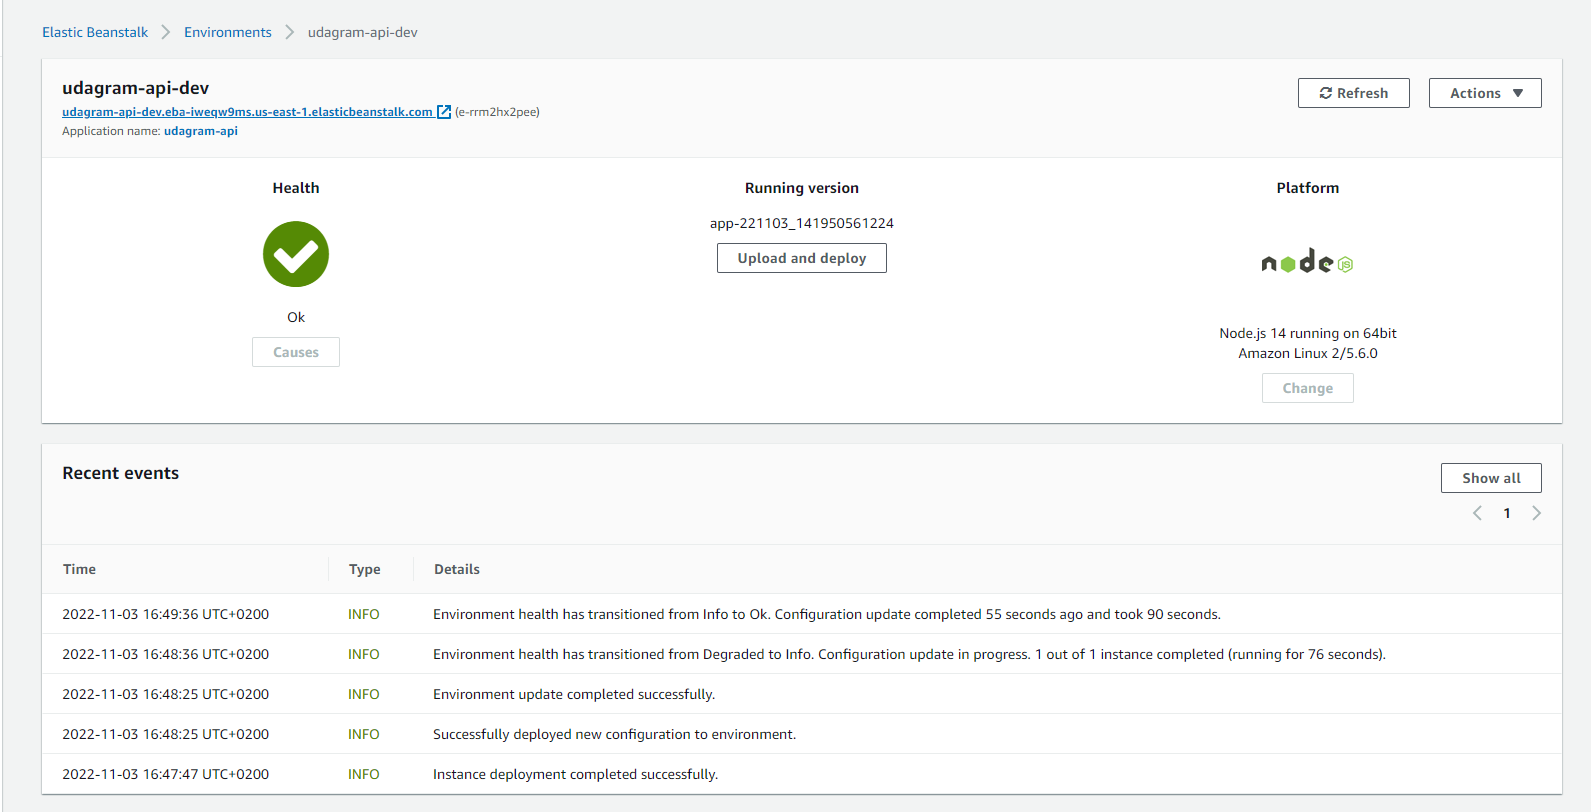 Elastic Beanstalk > Environments > udagram-api-dev
udagram-api-dev
Refresh
Actions ▼
udagram-api-dev.eba-iweqw9ms.us-east-1.elasticbeanstalk.com (e-rrm2hx2pee)
Application name: udagram-api
Health
Running version
Platform
app-221103_141950561224
Upload and deploy
node JS
Ok
Causes
Node.js 14 running on 64bit
Amazon Linux 2/5.6.0
Change
Recent events
Show all
< 1 >
Time Type Details
2022-11-03 16:49:36 UTC+0200 INFO Environment health has transitioned from Info to Ok. Configuration update completed 55 seconds ago and took 90 seconds.
2022-11-03 16:48:36 UTC+0200 INFO Environment health has transitioned from Degraded to Info. Configuration update in progress. 1 out of 1 instance completed (running for 76 seconds).
2022-11-03 16:48:25 UTC+0200 INFO Environment update completed successfully.
2022-11-03 16:48:25 UTC+0200 INFO Successfully deployed new configuration to environment.
2022-11-03 16:47:47 UTC+0200 INFO Instance deployment completed successfully.